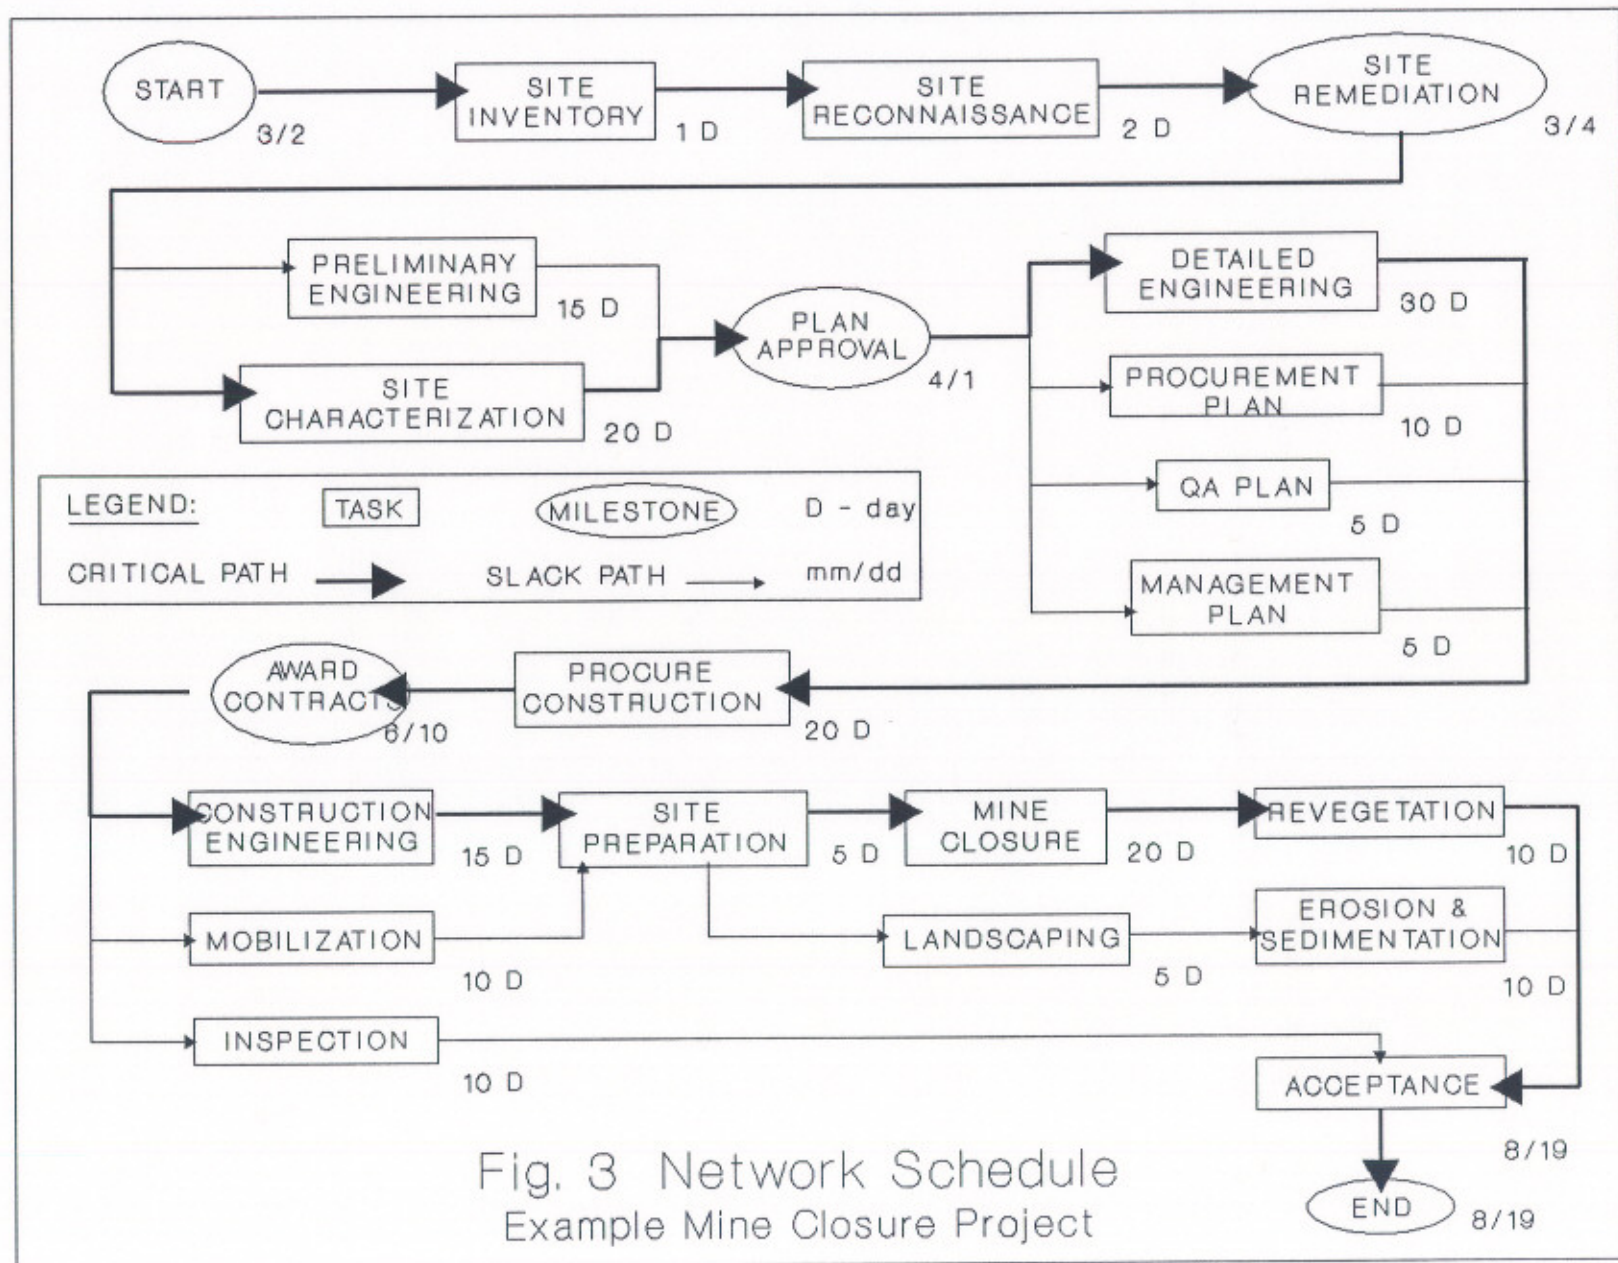 START
3/2
SITE
INVENTORY
1 D
SITE
RECONNAISSANCE
2 D
SITE
REMEDIATION
3/4
PRELIMINARY
ENGINEERING
15 D
SITE
CHARACTERIZATION
20 D
PLAN
APPROVAL
4/1
DETAILED
ENGINEERING
30 D
PROCUREMENT
PLAN
10 D
QA PLAN
5 D
MANAGEMENT
PLAN
5 D
LEGEND:
TASK
MILESTONE
D - day
CRITICAL PATH
SLACK PATH
mm/dd
AWARD
CONTRACTS
6/10
PROCURE
CONSTRUCTION
20 D
CONSTRUCTION
ENGINEERING
15 D
SITE
PREPARATION
5 D
MINE
CLOSURE
20 D
REVEGETATION
10 D
MOBILIZATION
10 D
LANDSCAPING
5 D
EROSION &
SEDIMENTATION
10 D
INSPECTION
10 D
ACCEPTANCE
8/19
END
8/19
Fig. 3 Network Schedule
Example Mine Closure Project